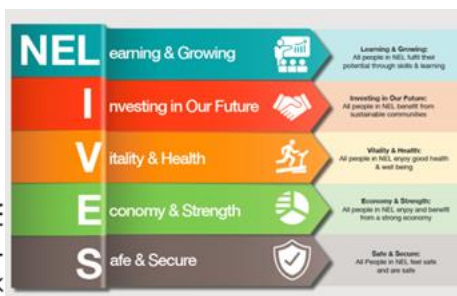 NEL earning & Growing
Learning & Growing:
All people in NEL fulfil their
potential through skills & learning
I nvesting in Our Future
Investing in Our Future:
All people in NEL benefit from
sustainable communities
V itality & Health
Vitality & Health:
All people in NEL enjoy good health
& well being
E conomy & Strength
Economy & Strength:
All people in NEL enjoy and benefit
from a strong economy
S afe & Secure
Safe & Secure:
All People in NEL feel safe
and are safe